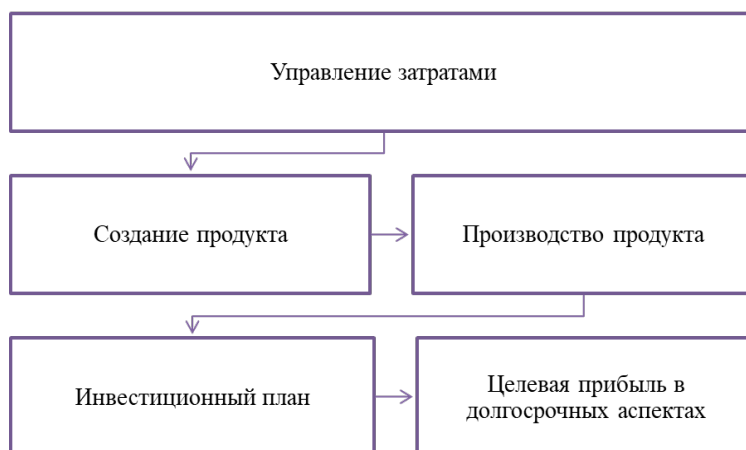 Управление затратами
Создание продукта
Производство продукта
Инвестиционный план
Целевая прибыль в
долгосрочных аспектах